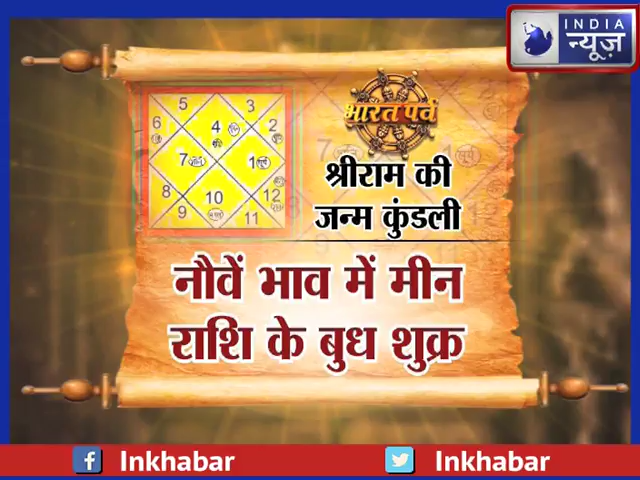 INDIA
न्यूज़
भारत पर्व
5
3
6
4
2
7
1
8
10
12
9
11
श्रीराम की
जन्म कुंडली
नौवें भाव में मीन
राशि के बुध शुक्र
Inkhabar
Inkhabar